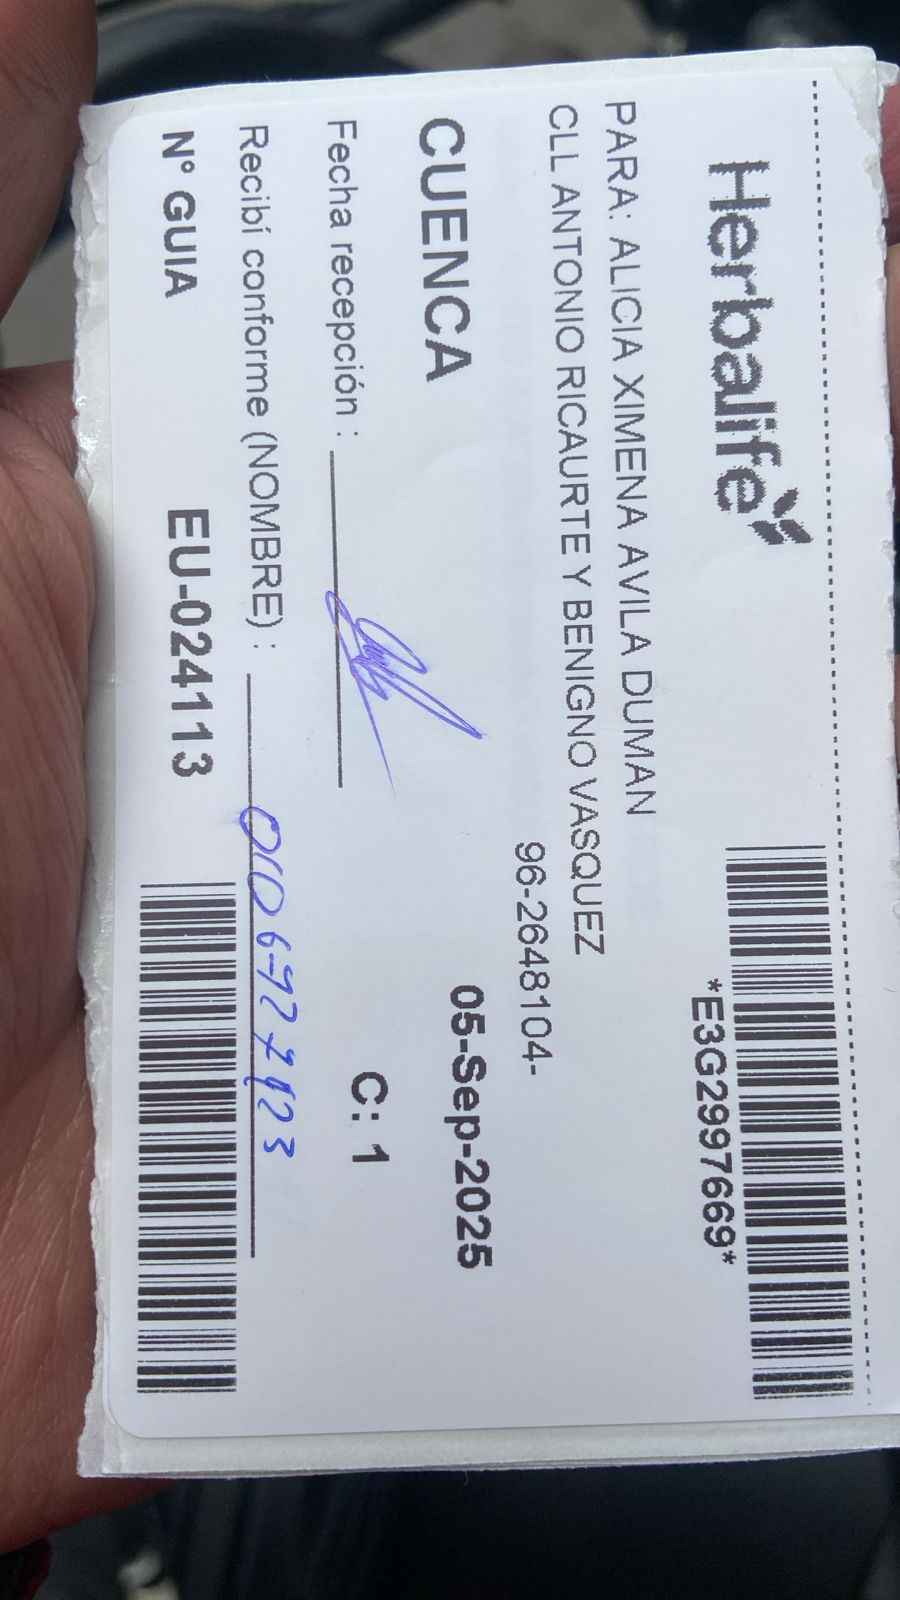 Herbalife
*E3G2997669*
PARA: ALICIA XIMENA AVILA DUMAN
CLL ANTONIO RICAURTE Y BENIGNO VASQUEZ
96-2648104-
CUENCA 05-Sep-2025
Fecha recepción : C: 1
Recibí conforme (NOMBRE) :
N° GUIA EU-024113